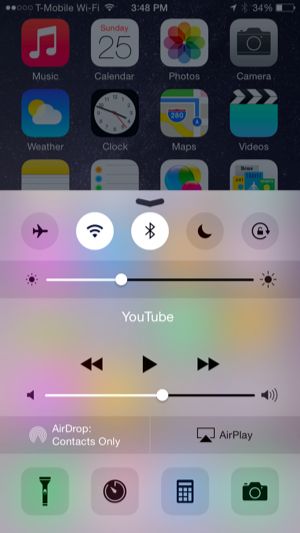 T-Mobile Wi-Fi 3:48 PM 34%
Music
Sunday
25
Calendar
Photos
Camera
Weather
Clock
280
Maps
Videos
YouTube
AirDrop:
Contacts Only
AirPlay